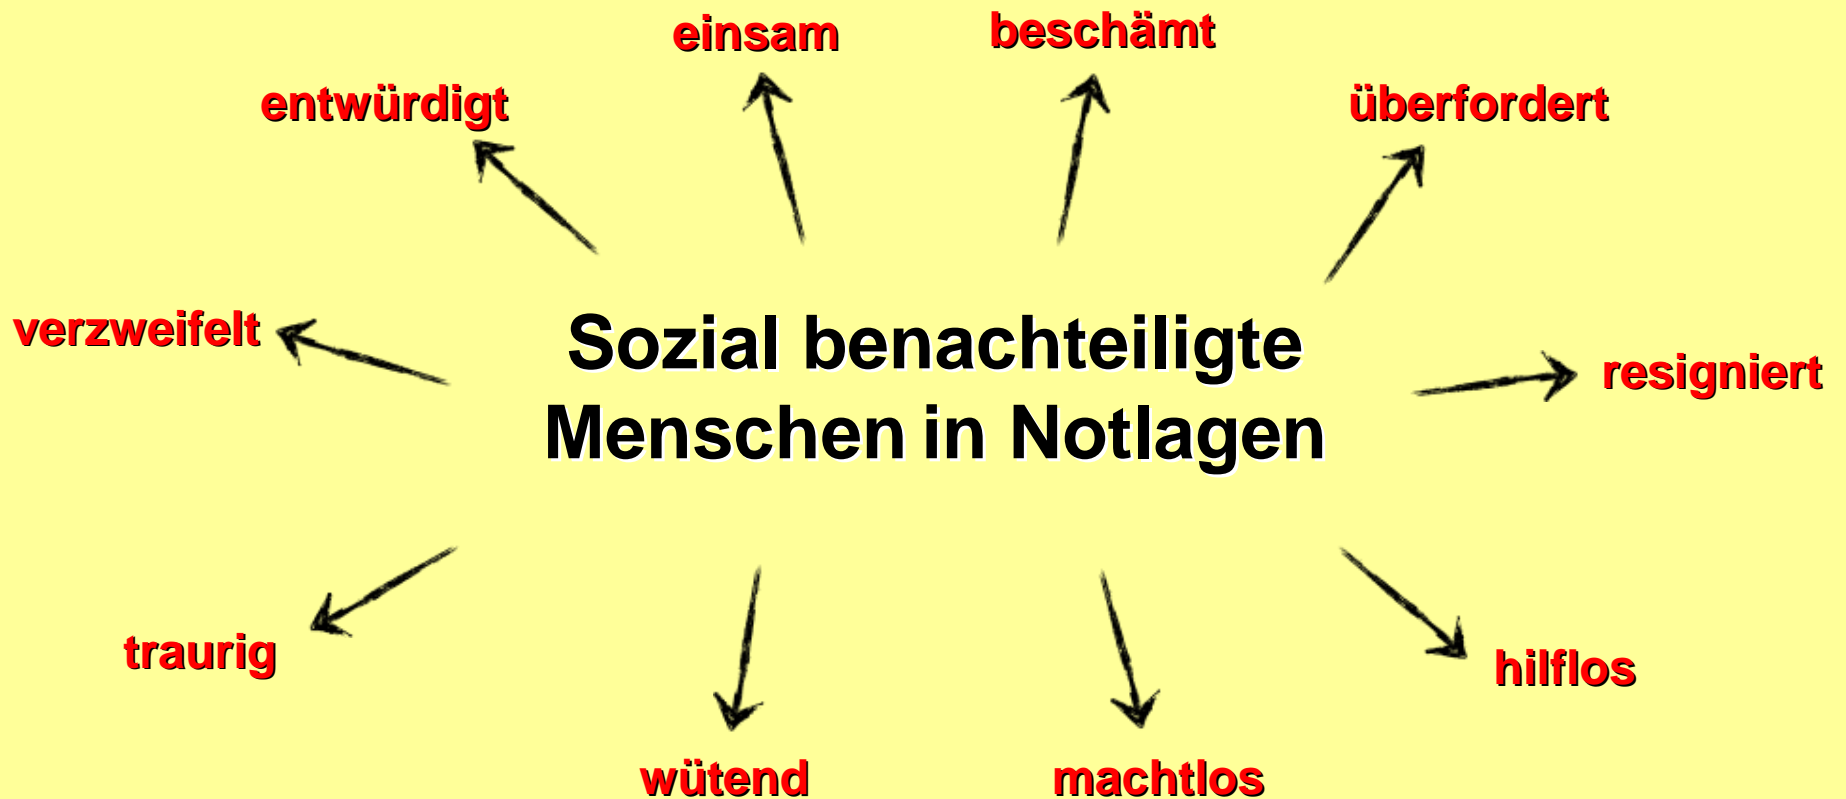 einsam
beschämt
entwürdigt
überfordert
verzweifelt
Sozial benachteiligte
Menschen in Notlagen
resigniert
traurig
hilflos
wütend
machtlos